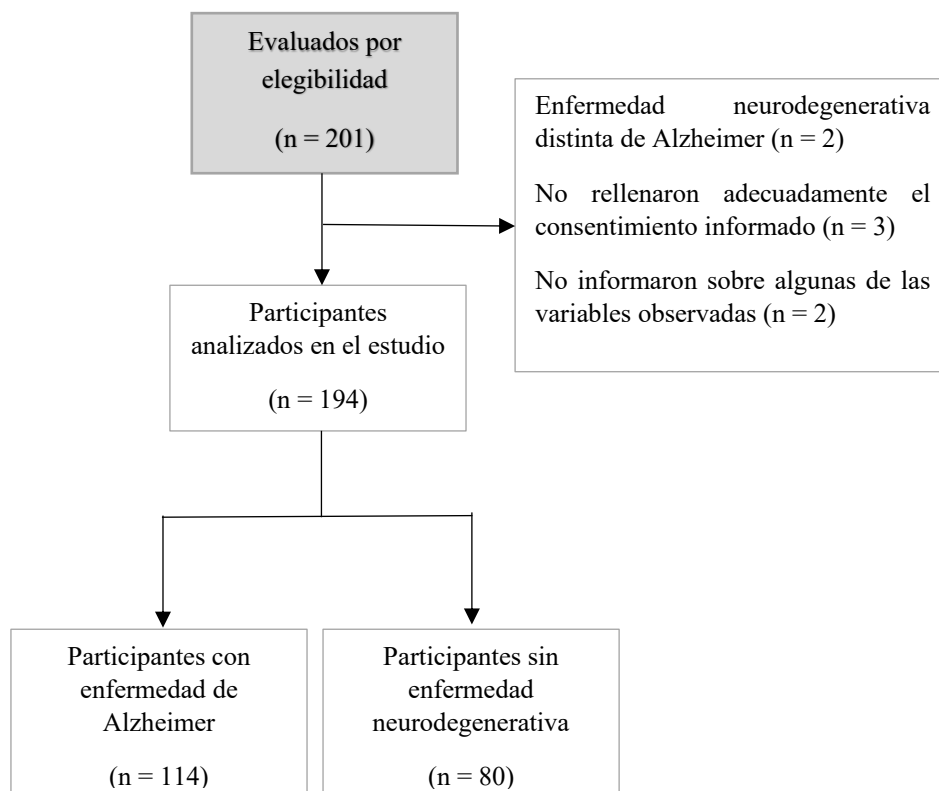 Evaluados por
elegibilidad
(n = 201)
Enfermedad neurodegenerativa
distinta de Alzheimer (n = 2)
No rellenaron adecuadamente el
consentimiento informado (n = 3)
No informaron sobre algunas de las
variables observadas (n = 2)
Participantes
analizados en el estudio
(n = 194)
Participantes con
enfermedad de
Alzheimer
(n = 114)
Participantes sin
enfermedad
neurodegenerativa
(n = 80)